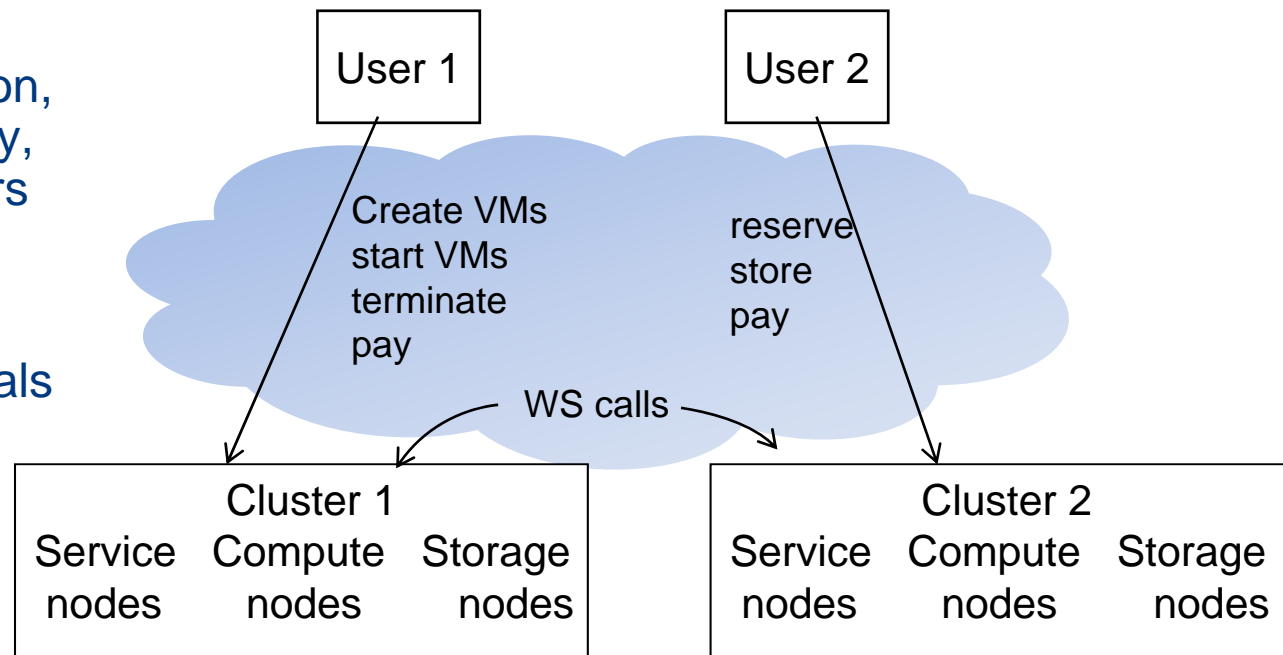 on,
y,
rs
als
User 1
User 2
Create VMs
start VMs
terminate
pay
reserve
store
pay
WS calls
Cluster 1
Service Compute Storage
nodes nodes nodes
Cluster 2
Service Compute Storage
nodes nodes nodes